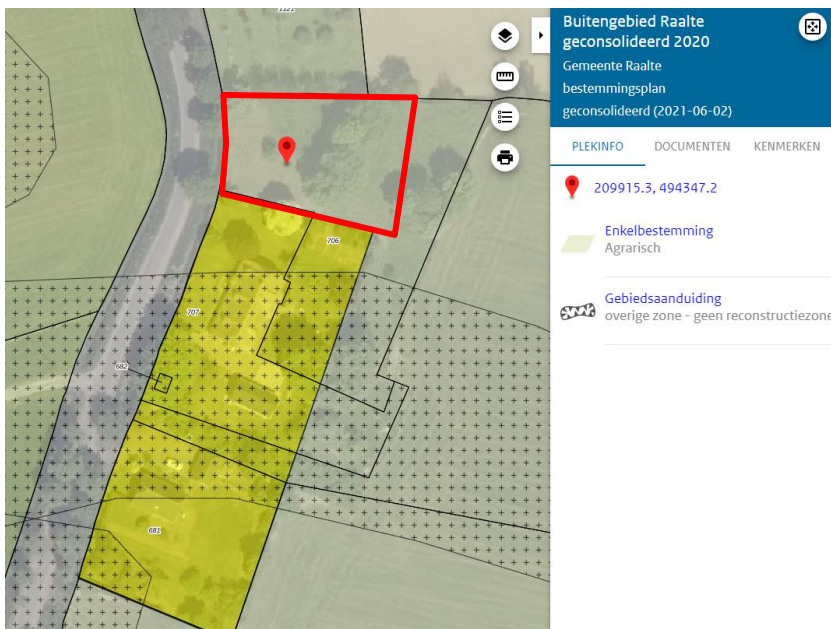 1121
706
707
682
681
Buitengebied Raalte
geconsolideerd 2020
Gemeente Raalte
bestemmingsplan
geconsolideerd (2021-06-02)
PLEKINFO DOCUMENTEN KENMERKEN
209915.3, 494347.2
Enkelbestemming
Agrarisch
Gebiedsaanduiding
overige zone - geen reconstructiezone